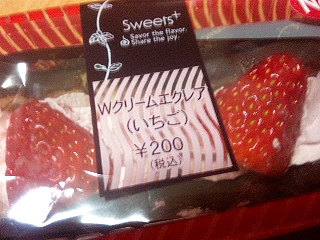 Sweets+
Savor the flavor.
Share the joy.
Wクリームエクレア
(いちご)
¥200
(税込)